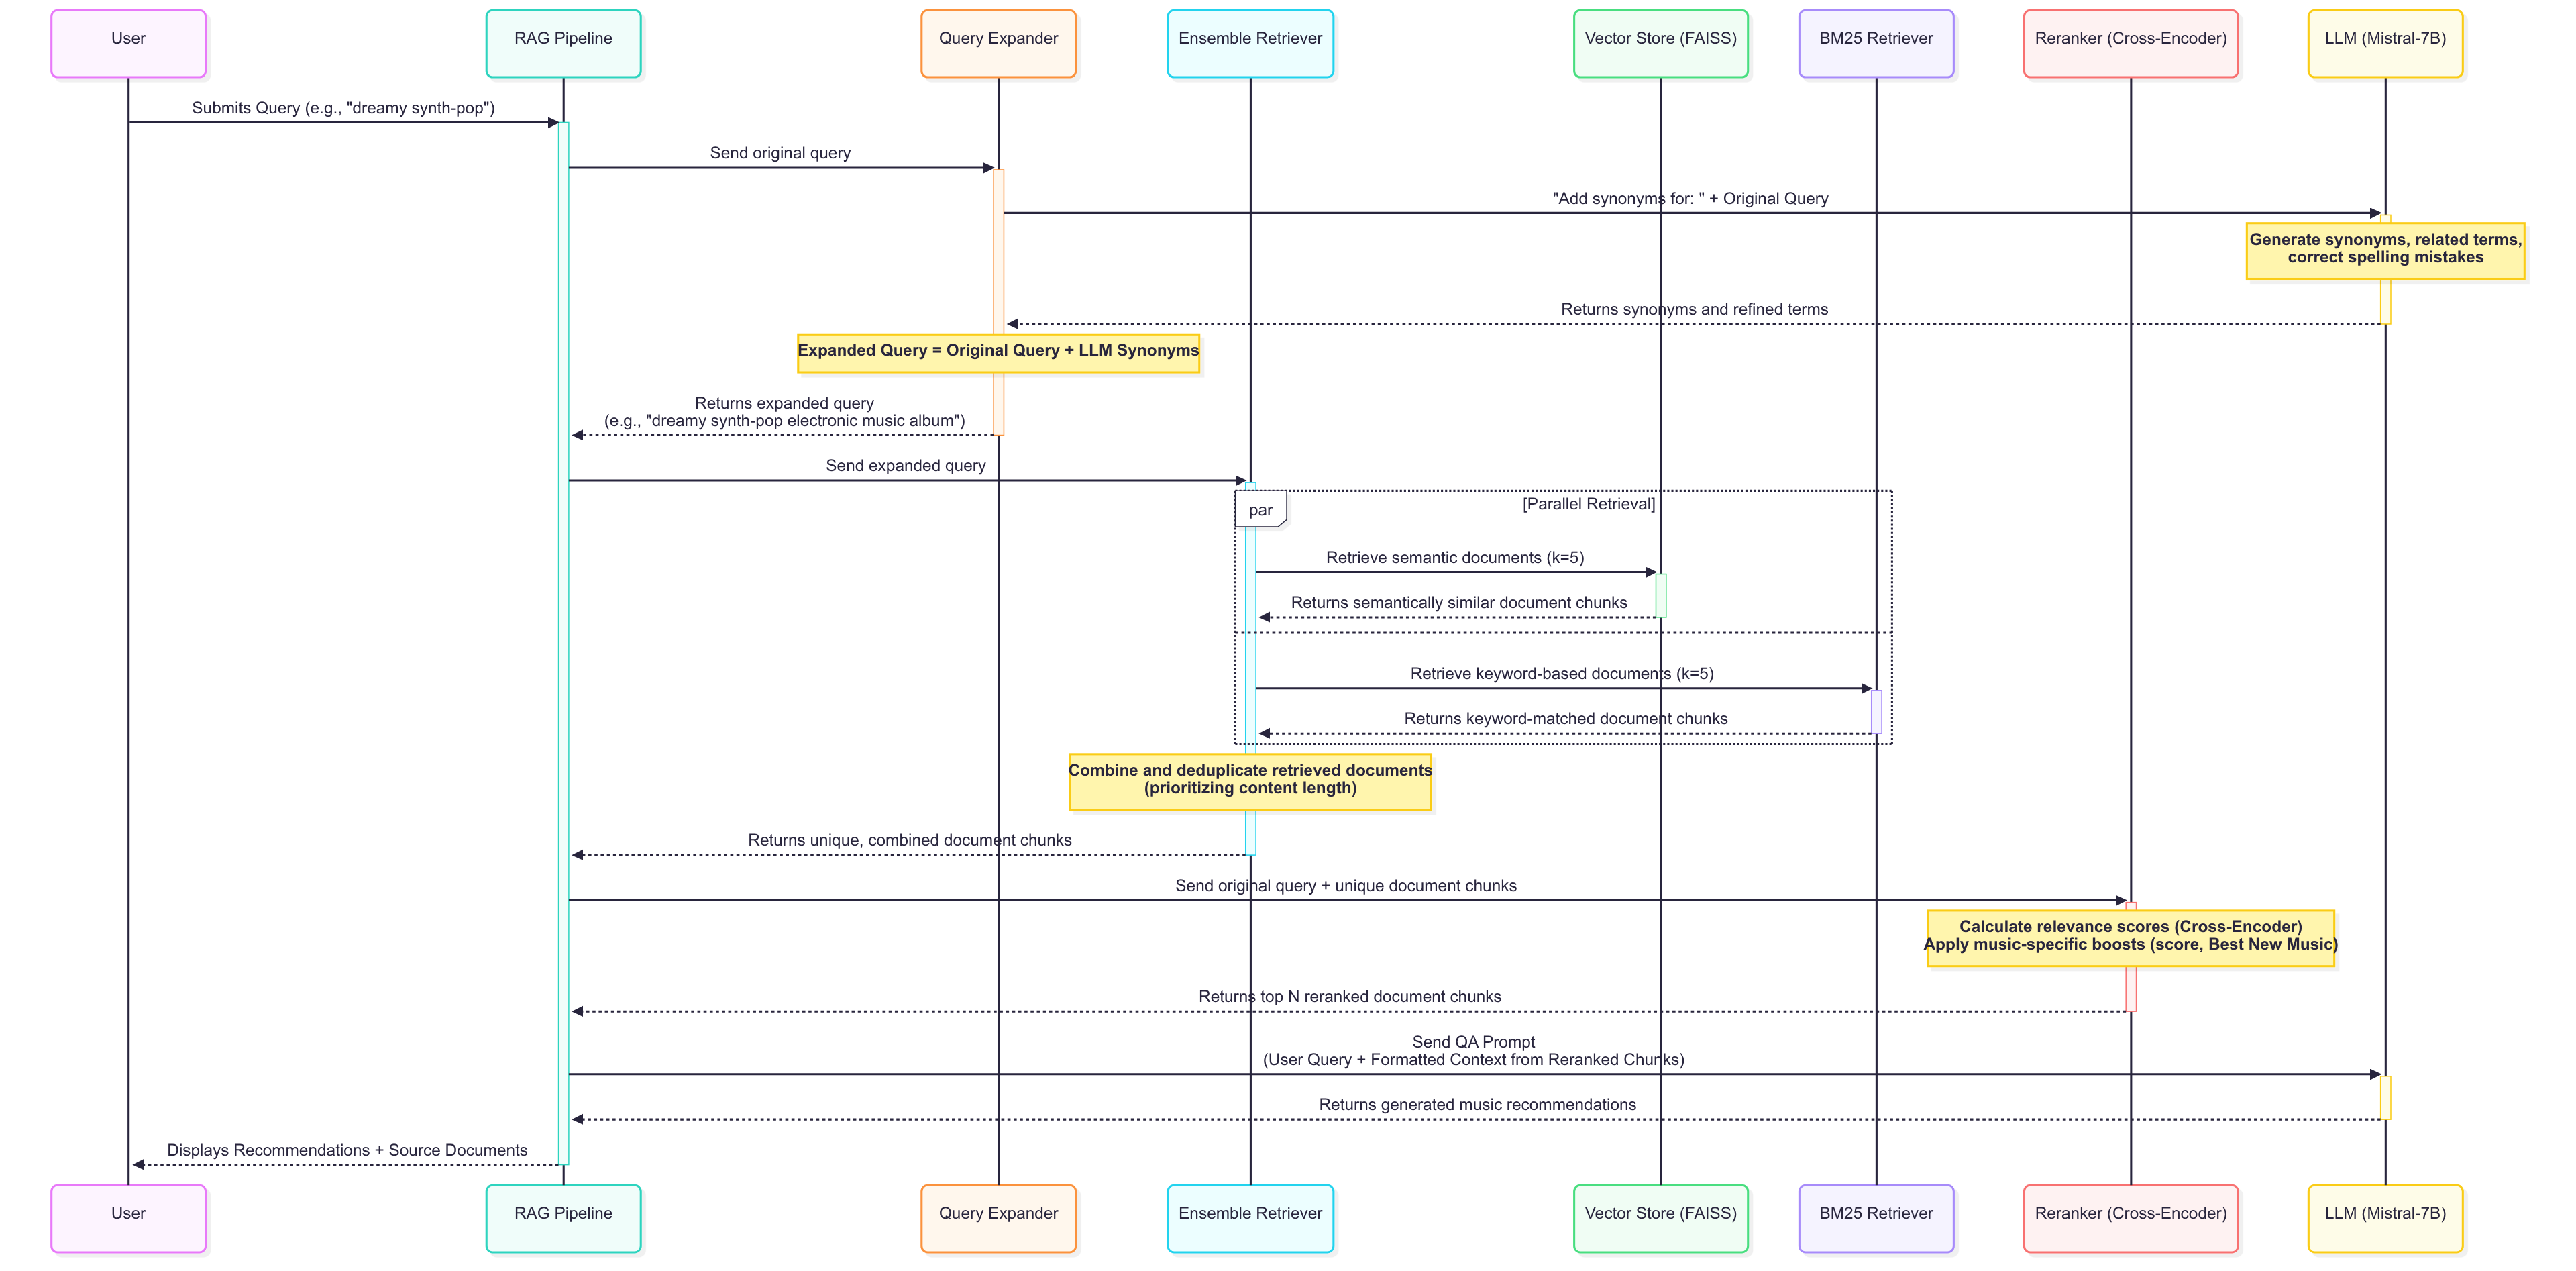 User
RAG Pipeline
Query Expander
Ensemble Retriever
Vector Store (FAISS)
BM25 Retriever
Reranker (Cross-Encoder)
LLM (Mistral-7B)
Submits Query (e.g., "dreamy synth-pop")
Send original query
"Add synonyms for: " + Original Query
Generate synonyms, related terms,
correct spelling mistakes
Returns synonyms and refined terms
Expanded Query = Original Query + LLM Synonyms
Returns expanded query
(e.g., "dreamy synth-pop electronic music album")
Send expanded query
par
[Parallel Retrieval]
Retrieve semantic documents (k=5)
Returns semantically similar document chunks
Retrieve keyword-based documents (k=5)
Returns keyword-matched document chunks
Combine and deduplicate retrieved documents
(prioritizing content length)
Returns unique, combined document chunks
Send original query + unique document chunks
Calculate relevance scores (Cross-Encoder)
Apply music-specific boosts (score, Best New Music)
Returns top N reranked document chunks
Send QA Prompt
(User Query + Formatted Context from Reranked Chunks)
Returns generated music recommendations
Displays Recommendations + Source Documents
User
RAG Pipeline
Query Expander
Ensemble Retriever
Vector Store (FAISS)
BM25 Retriever
Reranker (Cross-Encoder)
LLM (Mistral-7B)